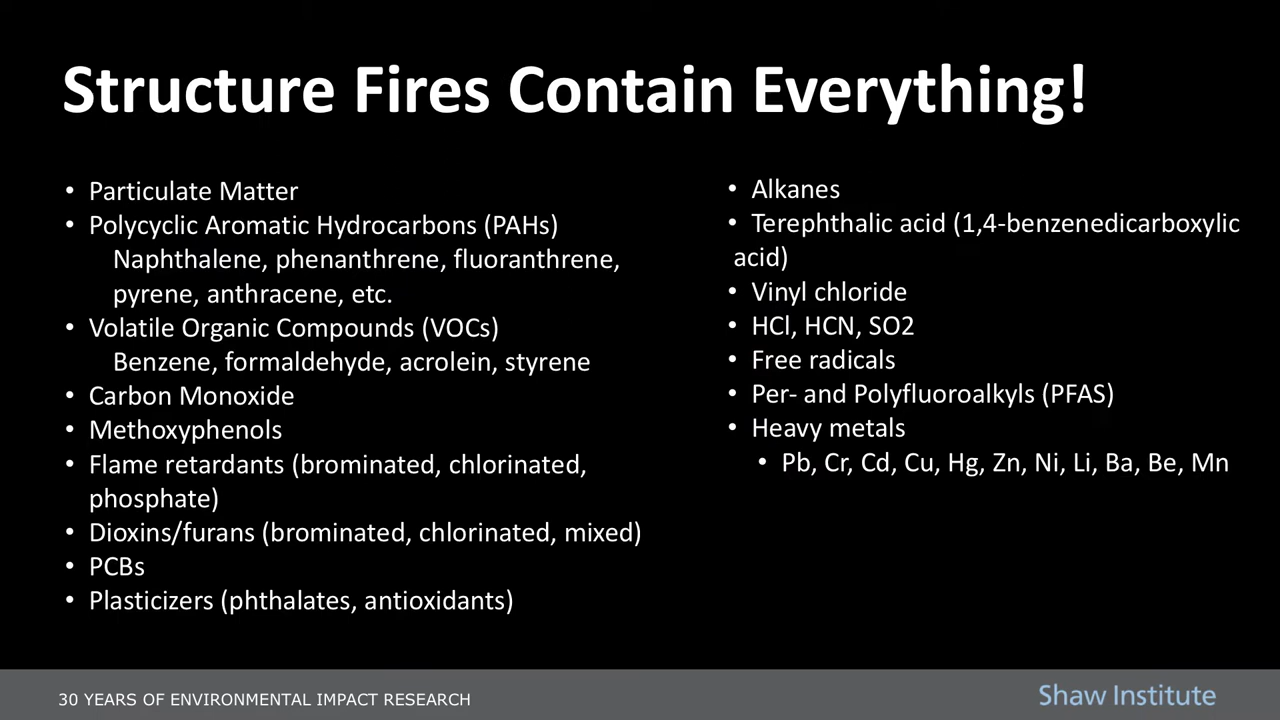 Structure Fires Contain Everything!
• Particulate Matter
• Polycyclic Aromatic Hydrocarbons (PAHs)
Naphthalene, phenanthrene, fluoranthrene,
pyrene, anthracene, etc.
• Volatile Organic Compounds (VOCs)
Benzene, formaldehyde, acrolein, styrene
• Carbon Monoxide
• Methoxyphenols
• Flame retardants (brominated, chlorinated,
phosphate)
• Dioxins/furans (brominated, chlorinated, mixed)
• PCBs
• Plasticizers (phthalates, antioxidants)
• Alkanes
• Terephthalic acid (1,4-benzenedicarboxylic
acid)
• Vinyl chloride
• HCl, HCN, SO2
• Free radicals
• Per- and Polyfluoroalkyls (PFAS)
• Heavy metals
• Pb, Cr, Cd, Cu, Hg, Zn, Ni, Li, Ba, Be, Mn
30 YEARS OF ENVIRONMENTAL IMPACT RESEARCH
Shaw Institute